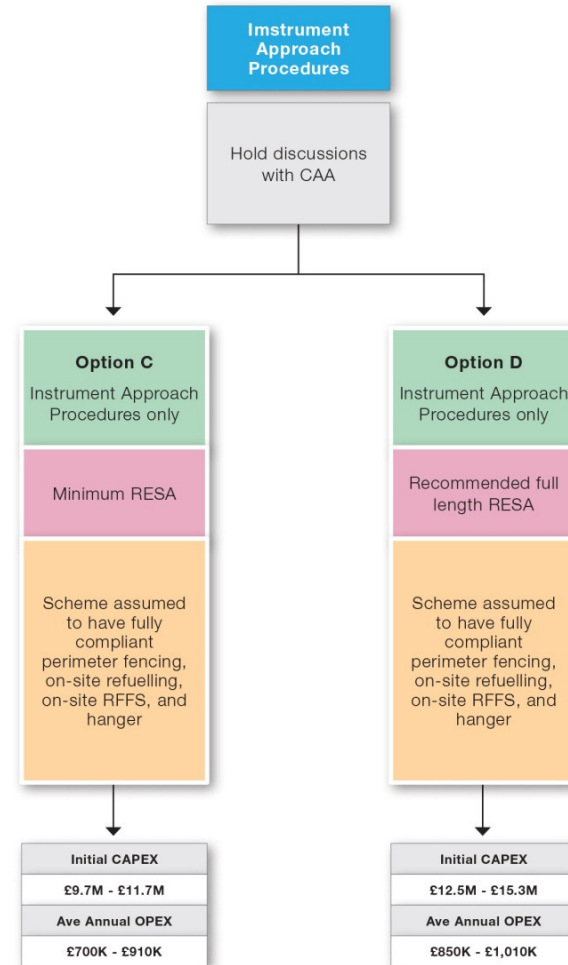 Imstrument
Approach
Procedures
Hold discussions
with CAA
Option C
Instrument Approach
Procedures only
Minimum RESA
Scheme assumed
to have fully
compliant
perimeter fencing,
on-site refuelling,
on-site RFFS, and
hanger
Initial CAPEX
£9.7M - £11.7M
Ave Annual OPEX
£700K - £910K
Option D
Instrument Approach
Procedures only
Recommended full
length RESA
Scheme assumed
to have fully
compliant
perimeter fencing,
on-site refuelling,
on-site RFFS, and
hanger
Initial CAPEX
£12.5M - £15.3M
Ave Annual OPEX
£850K - £1,010K